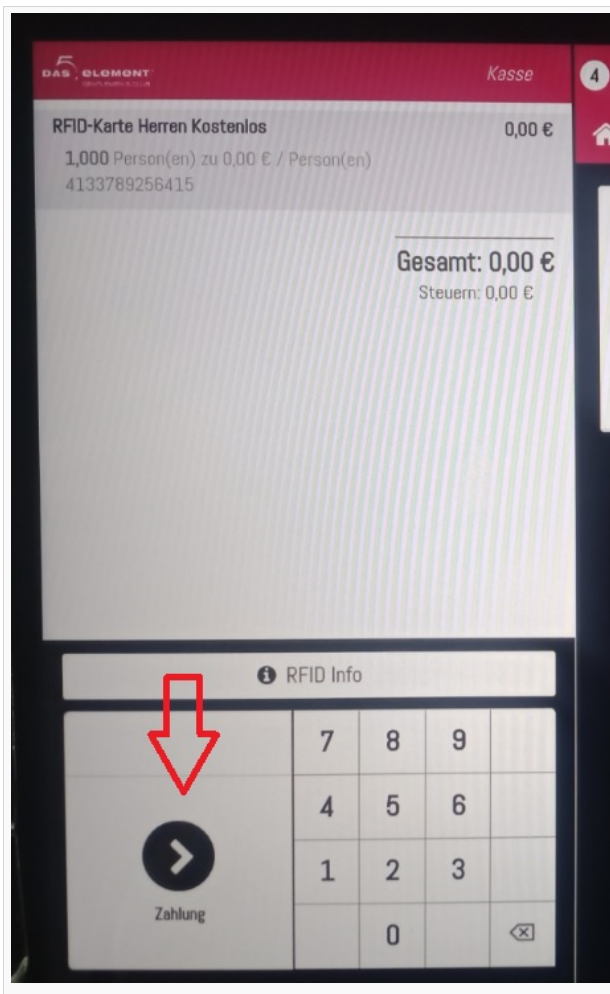 DAS 5 ELEMENT
Kasse
4
RFID-Karte Herren Kostenlos 0,00 €
1,000 Person(en) zu 0,00 € / Person(en)
4133789256415
Gesamt: 0,00 €
Steuern: 0,00 €
RFID Info
7 8 9
4 5 6
1 2 3
0
Zahlung